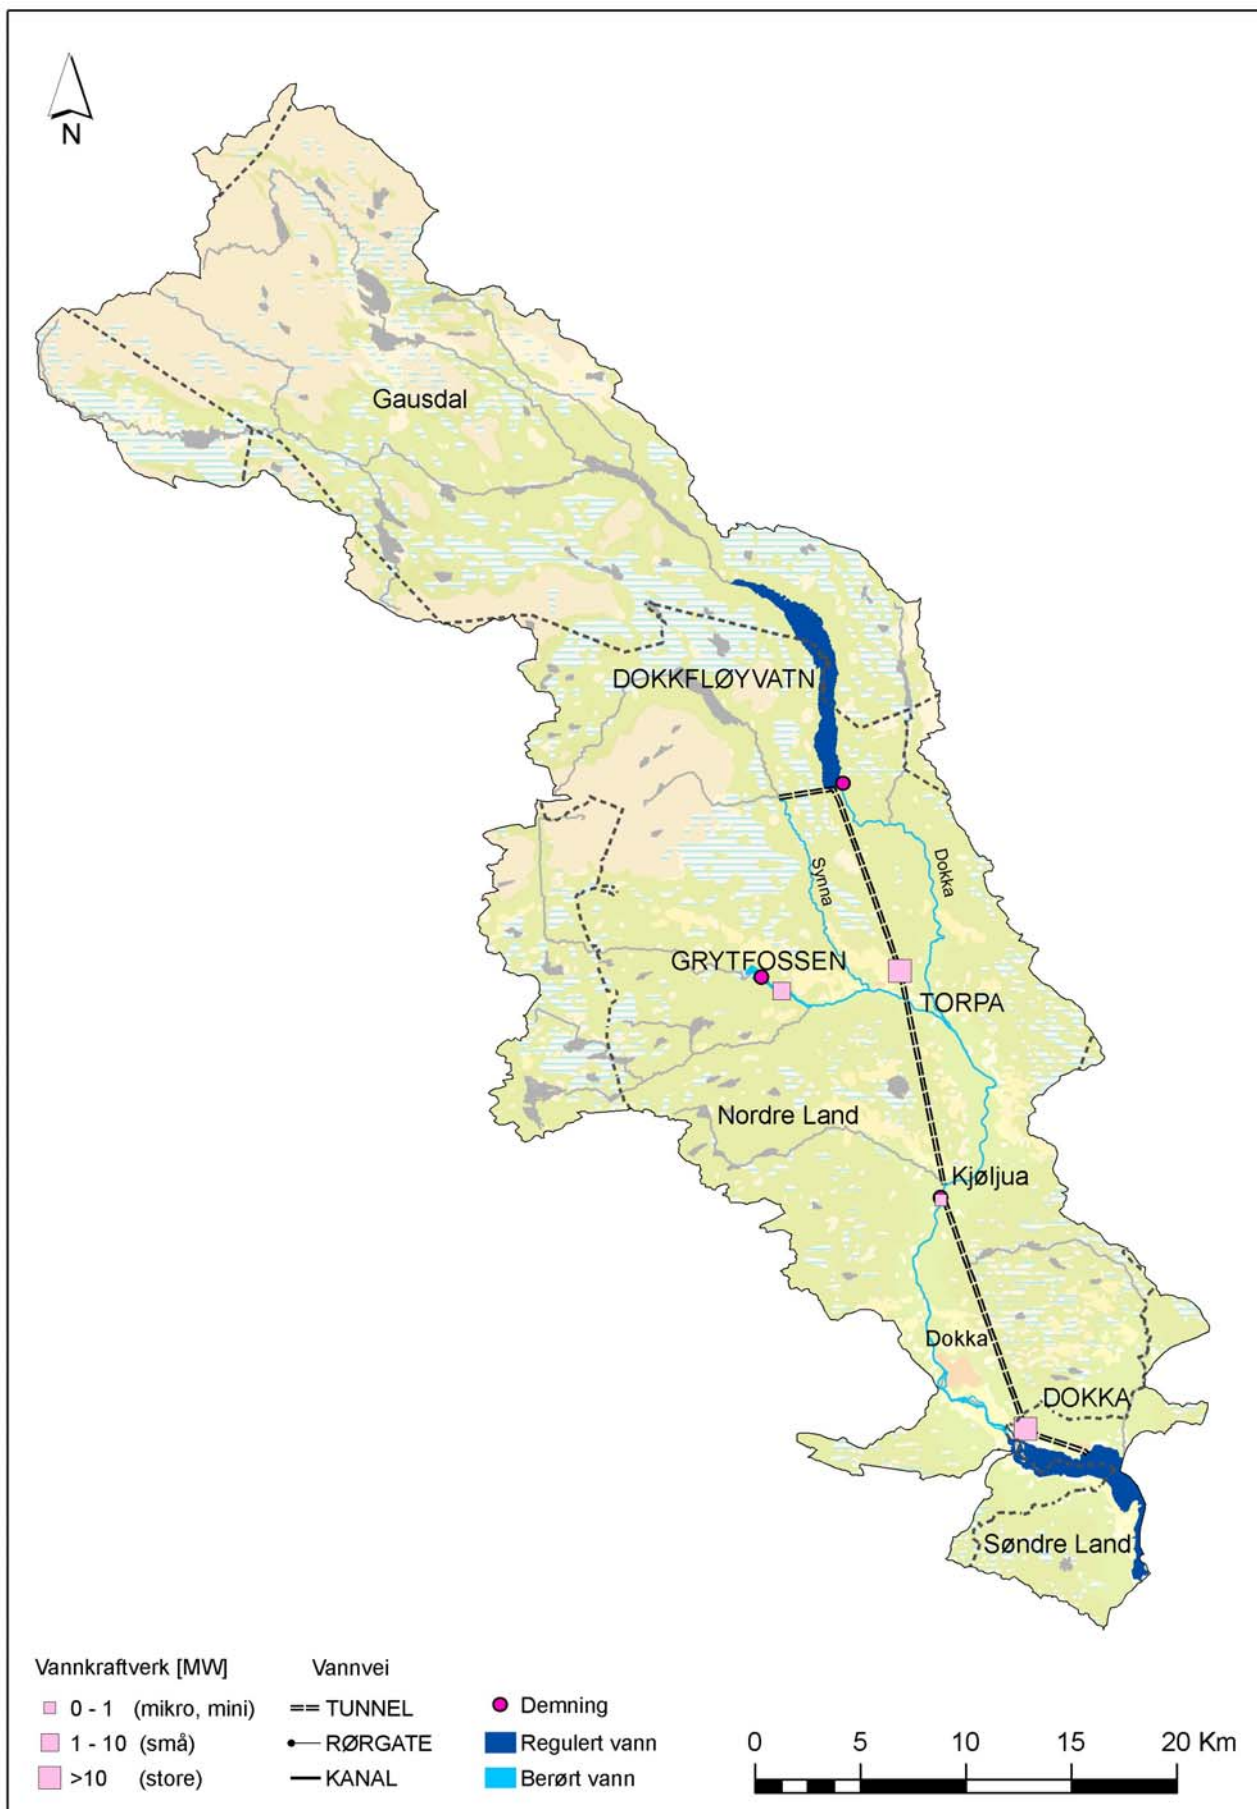 N
Gausdal
DOKKFLØYVATN
Synna
Dokka
GRYTFOSSEN
TORPA
Nordre Land
Kjøljua
Dokka
DOKKA
Søndre Land
Vannkraftverk [MW]
0 - 1 (mikro, mini)
1 - 10 (små)
>10 (store)
Vannvei
TUNNEL
RØRGATE
KANAL
Demning
Regulert vann
Berørt vann
0 5 10 15 20 Km